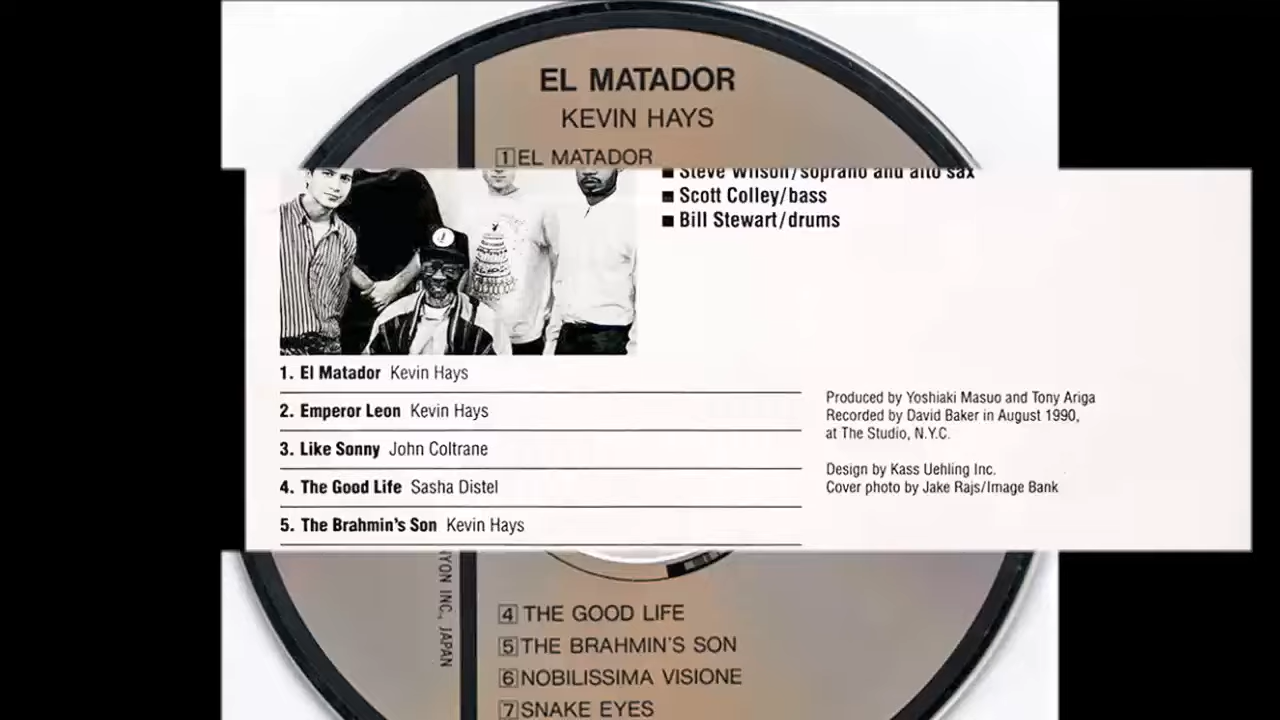 EL MATADOR
KEVIN HAYS
1 EL MATADOR
■ Steve Wilson/soprano and alto sax
■ Scott Colley/bass
■ Bill Stewart/drums
1. El Matador Kevin Hays
2. Emperor Leon Kevin Hays
3. Like Sonny John Coltrane
4. The Good Life Sasha Distel
5. The Brahmin's Son Kevin Hays
Produced by Yoshiaki Masuo and Tony Ariga
Recorded by David Baker in August 1990,
at The Studio, N.Y.C.
Design by Kass Uehling Inc.
Cover photo by Jake Rajs/Image Bank
YON INC., JAPAN
4 THE GOOD LIFE
5 THE BRAHMIN'S SON
6 NOBILISSIMA VISIONE
7 SNAKE EYES